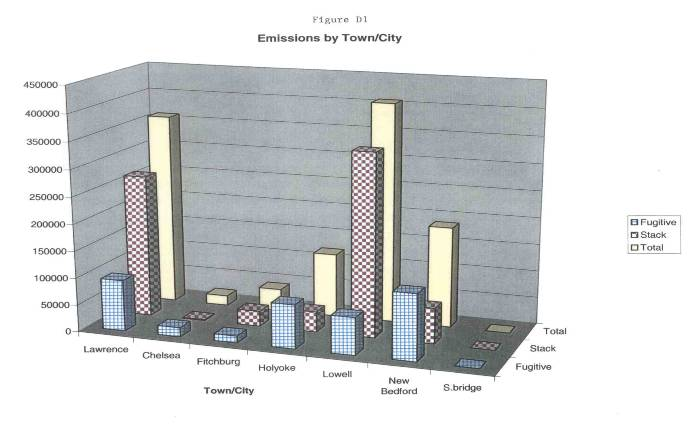 Figure D1
Emissions by Town/City
450000
400000
350000
300000
250000
200000
150000
100000
50000
0
Lawrence
Chelsea
Fitchburg
Holyoke
Lowell
New
Bedford
S.bridge
Town/City
Total
Stack
Fugitive
Fugitive
Stack
Total